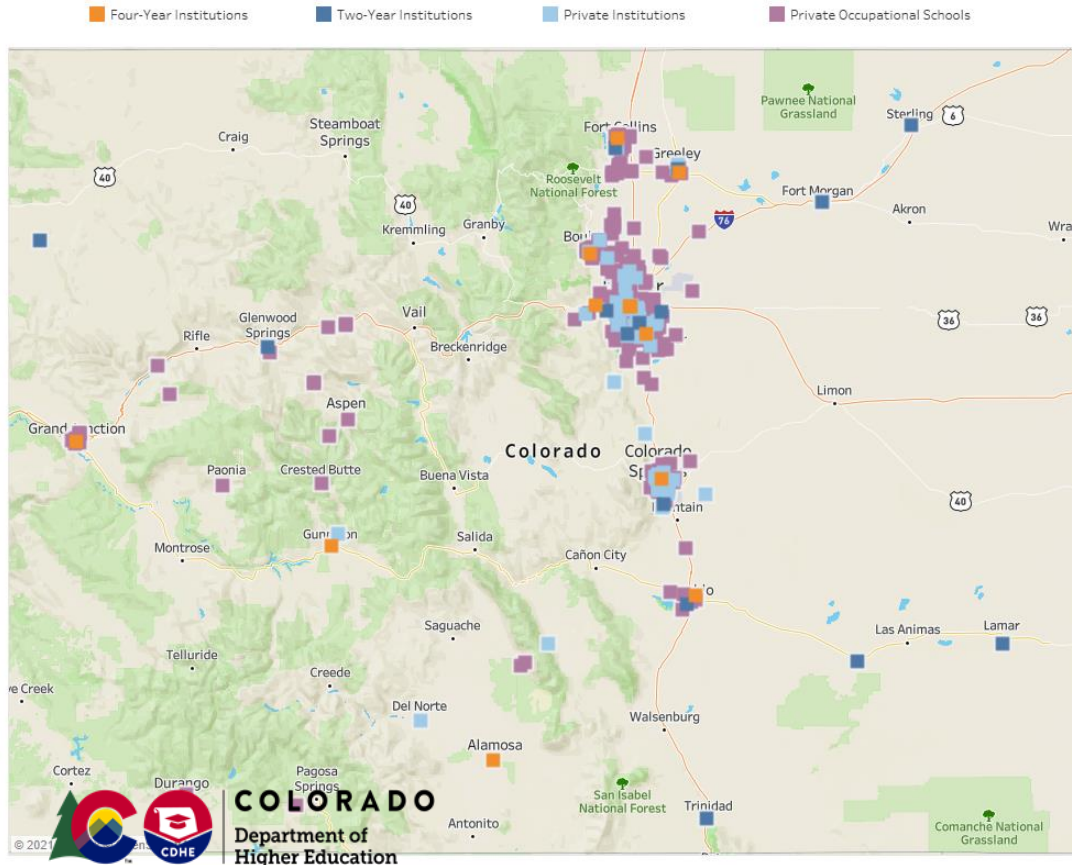 Four-Year Institutions
Two-Year Institutions
Private Institutions
Private Occupational Schools
Pawnee National
Grassland
Sterling
6
Steamboat
Springs
Fort Collins
Craig
Greeley
40
Roosevelt
National Forest
Fort Morgan
40
Akron
76
Granby
Kremmling
Wra
Boul
r
Glenwood
Springs
Vail
36
36
Rifle
Breckenridge
Limon
Aspen
Grand Junction
Colorado
Colorado
Paonia
Crested Butte
Buena Vista
40
Montrose
Salida
Cañon City
lo
Las Animas
Lamar
Saguache
Telluride
Creede
ve Creek
Del Norte
Walsenburg
Alamosa
Cortez
Durango
Pagosa
Springs
San Isabel
National Forest
Trinidad
Antonito
Comanche National
Grassland
© 2021
COLORADO
Department of
Higher Education
CDHE
TM